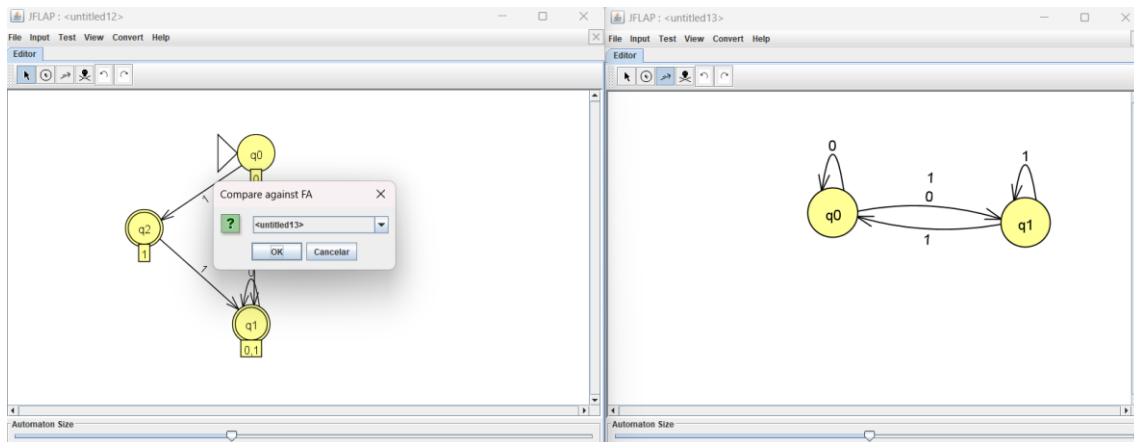 JFLAP : <untitled12>
File Input Test View Convert Help
Editor
q0
0
q2
1
1
q1
0,1
0
Compare against FA
?
<untitled13>
OK
Cancelar
Automaton Size
JFLAP : <untitled13>
File Input Test View Convert Help
Editor
0
1
1
0
q0
q1
1
Automaton Size